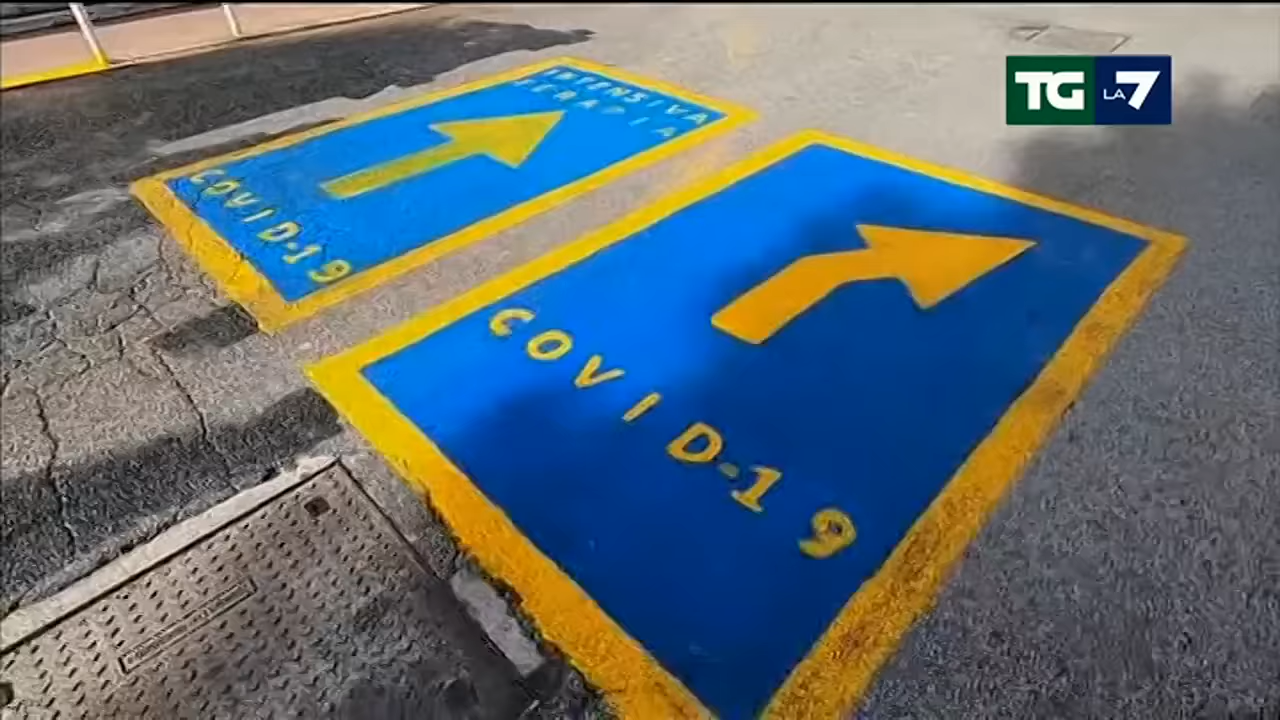 TG LA7
INTENSIVA
TERAPIA
COVID-19
COVID-19